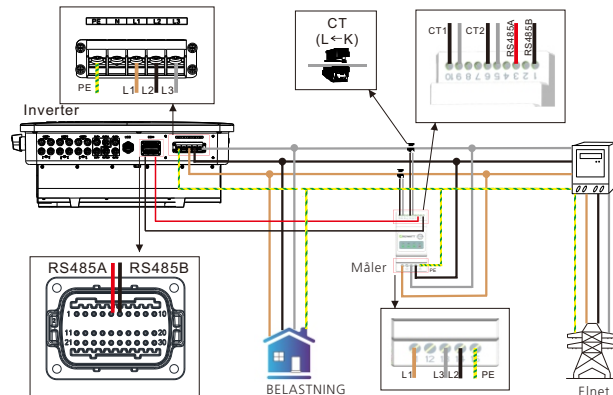 PE N L1 L2 L3
PE L1 L2 L3
Inverter
CT
(L←K)
CT1 CT2 RS485A RS485B
10 9 8 7 6 5 4 3 2 1
RS485A RS485B
1 10
11 20
21 30
Måler
PE
L1 L3 L2 PE
BELASTNING
Elnet